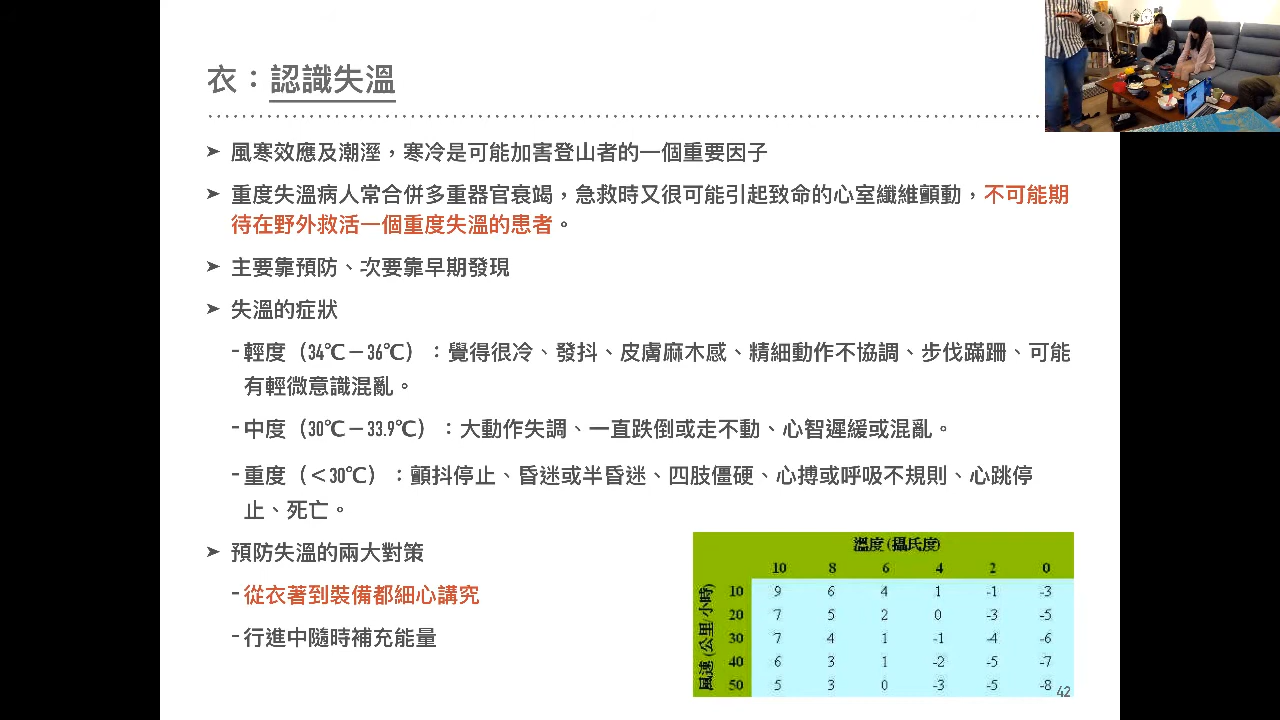 衣：認識失溫
➤ 風寒效應及潮溼，寒冷是可能加害登山者的一個重要因子
➤ 重度失溫病人常合併多重器官衰竭，急救時又很可能引起致命的心室纖維顫動，不可能期
待在野外救活一個重度失溫的患者。
➤ 主要靠預防、次要靠早期發現
➤ 失溫的症狀
-輕度（34℃－36℃）：覺得很冷、發抖、皮膚麻木感、精細動作不協調、步伐蹣跚、可能
有輕微意識混亂。
-中度（30℃－33.9℃）：大動作失調、一直跌倒或走不動、心智遲緩或混亂。
-重度（＜30℃）：顫抖停止、昏迷或半昏迷、四肢僵硬、心搏或呼吸不規則、心跳停
止、死亡。
➤ 預防失溫的兩大對策
-從衣著到裝備都細心講究
-行進中隨時補充能量
溫度(攝氏度)
10 8 6 4 2 0
風速(公里/小時)
10 9 6 4 1 -1 -3
20 7 5 2 0 -3 -5
30 7 4 1 -1 -4 -6
40 6 3 1 -2 -5 -7
50 5 3 0 -3 -5 -8
42